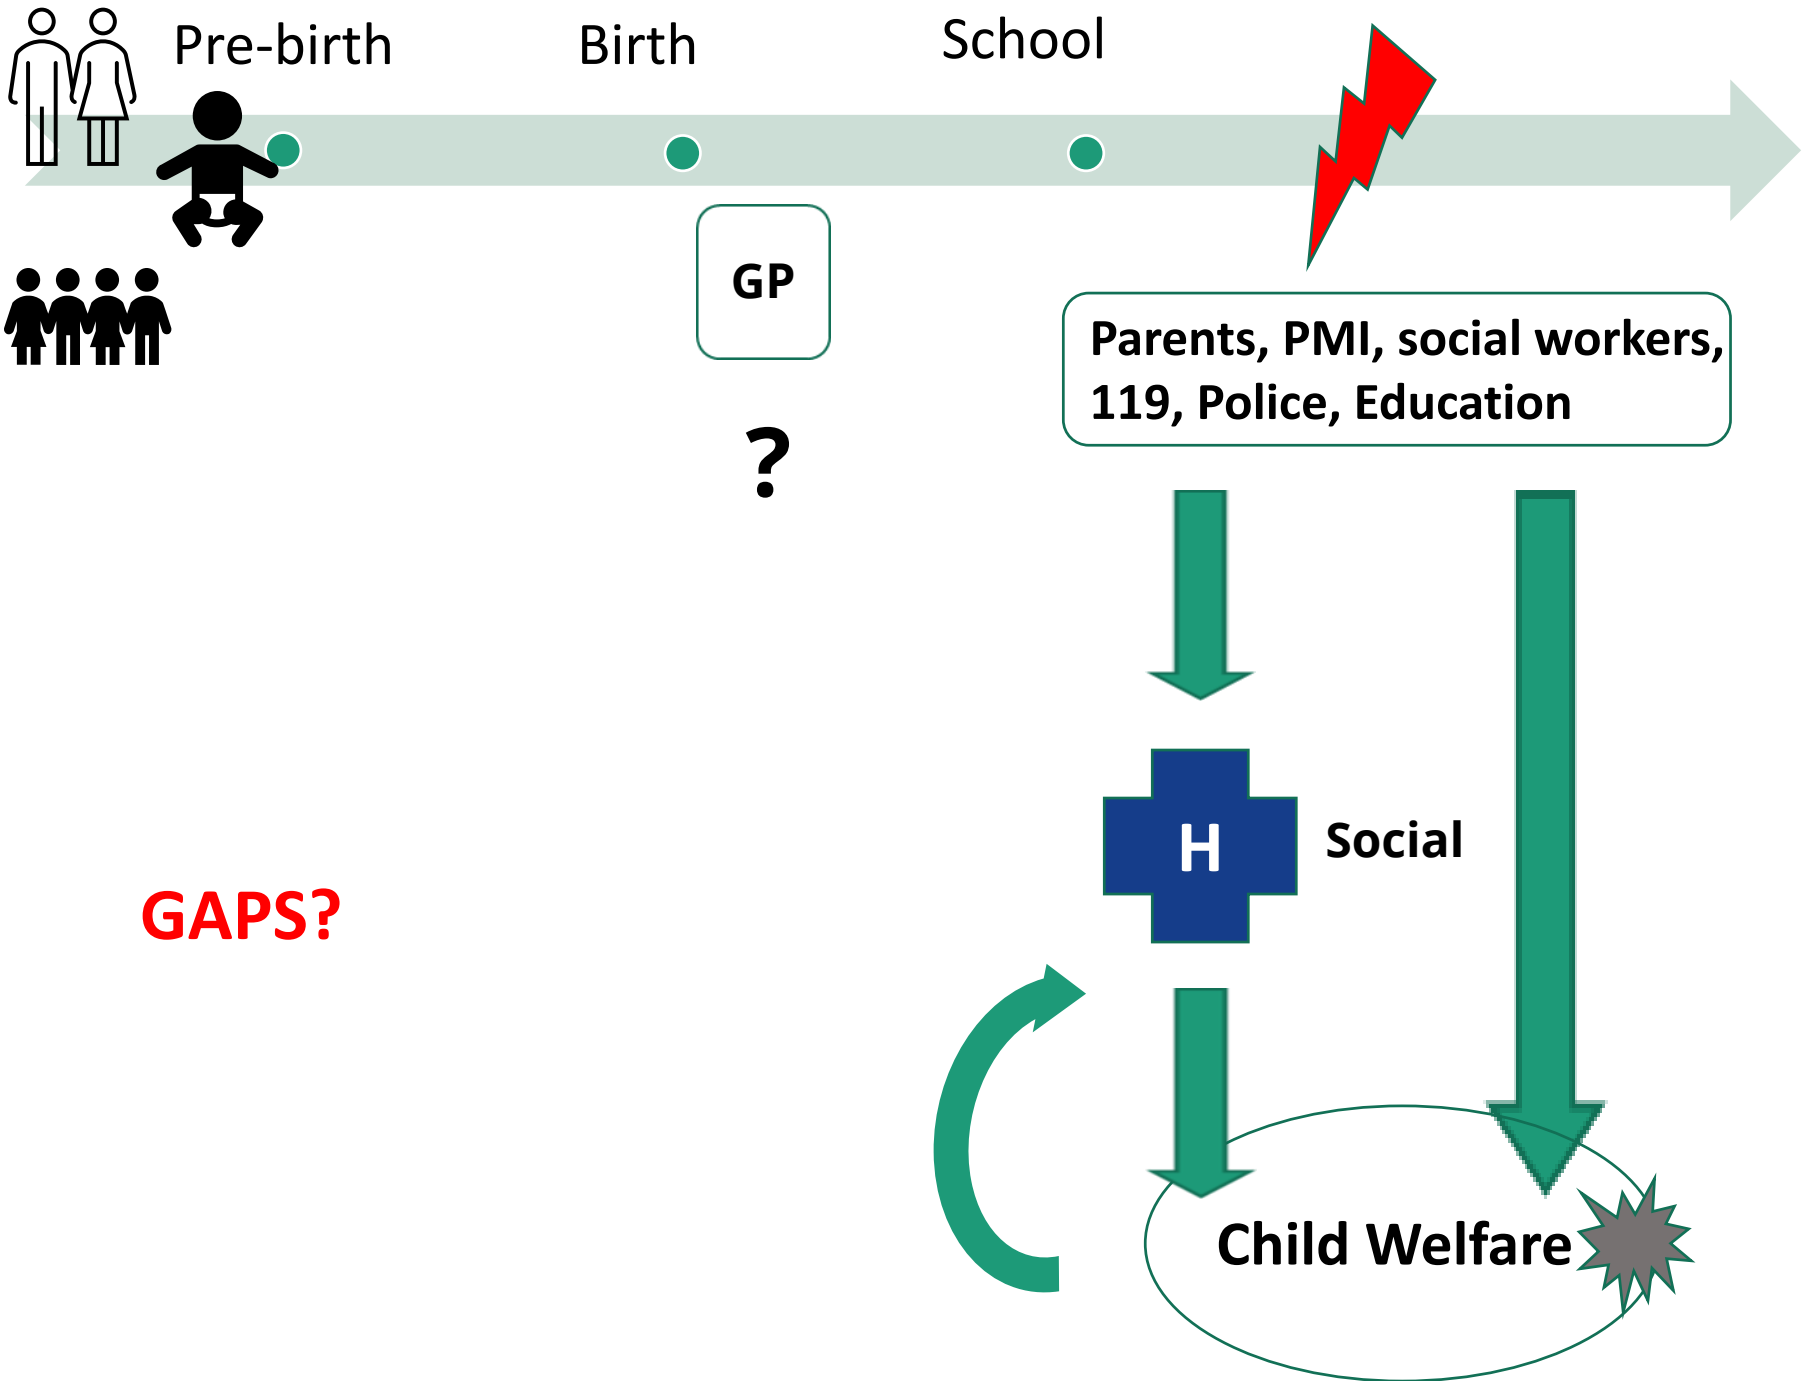 Pre-birth
Birth
School
GP
?
Parents, PMI, social workers,
119, Police, Education
H
Social
GAPS?
Child Welfare